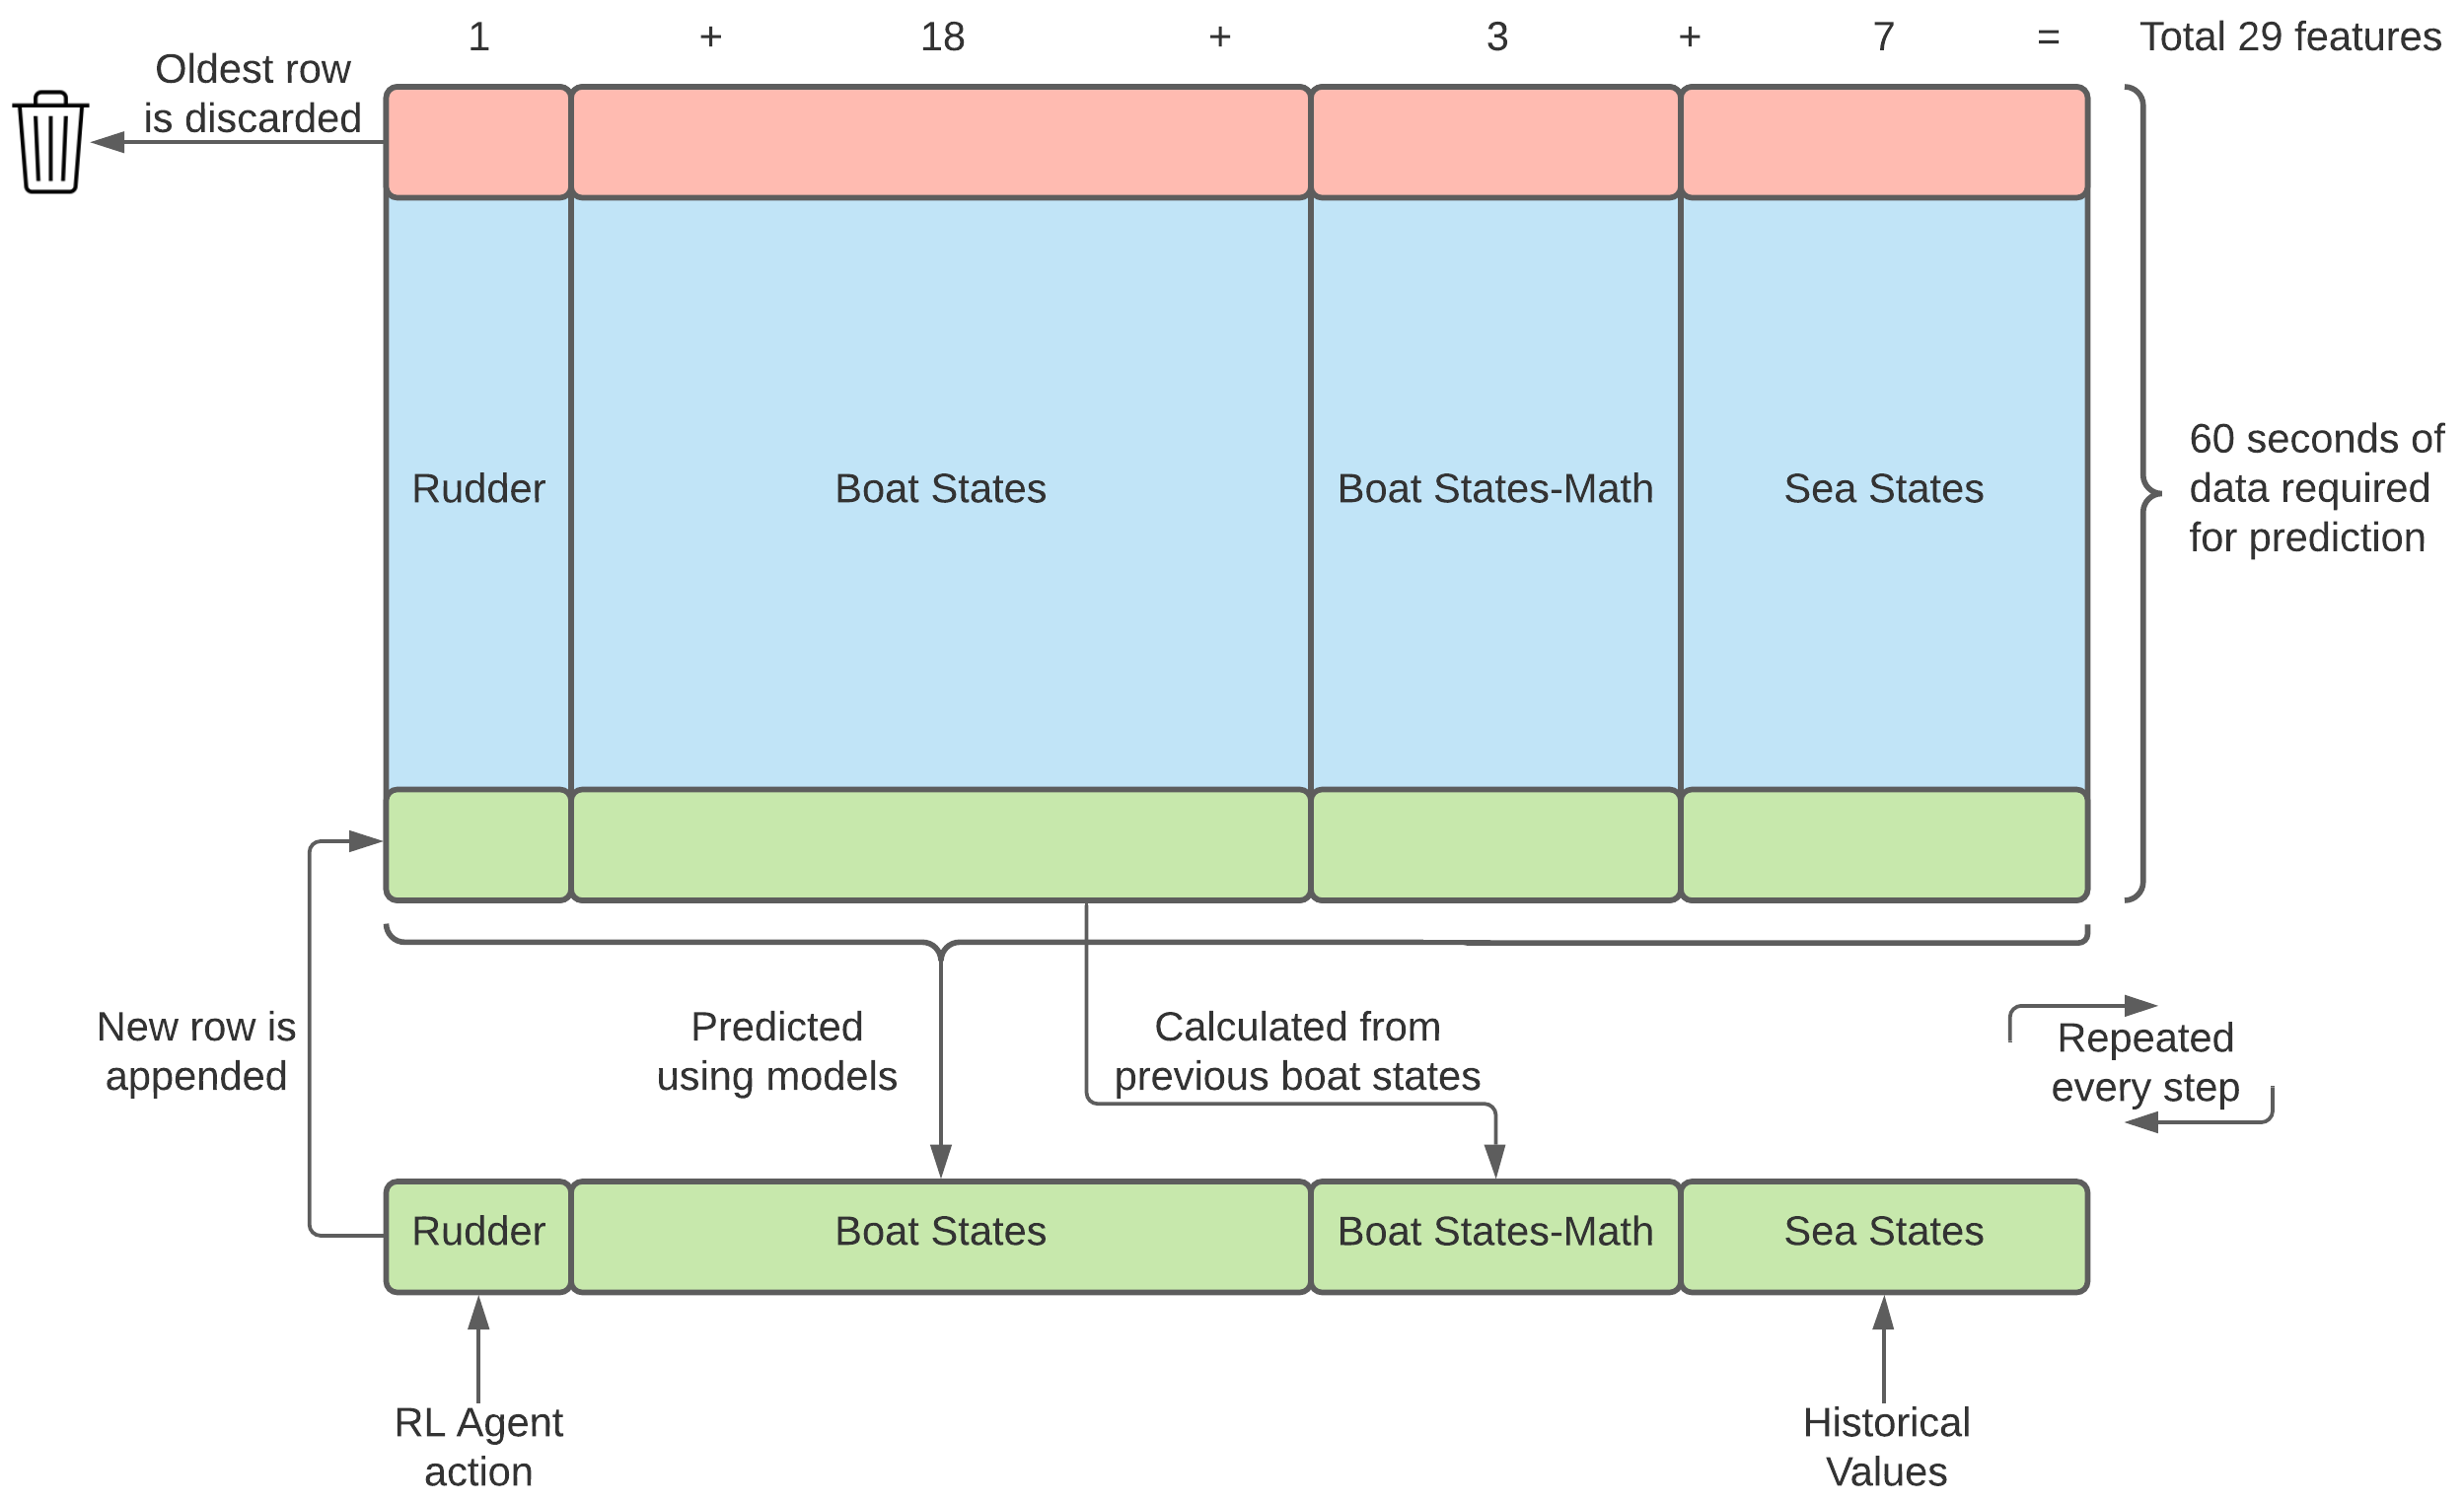 1 + 18 + 3 + 7 = Total 29 features
Oldest row
is discarded
Rudder
Boat States
Boat States-Math
Sea States
60 seconds of
data required
for prediction
New row is
appended
Predicted
using models
Calculated from
previous boat states
Repeated
every step
Rudder
Boat States
Boat States-Math
Sea States
RL Agent
action
Historical
Values